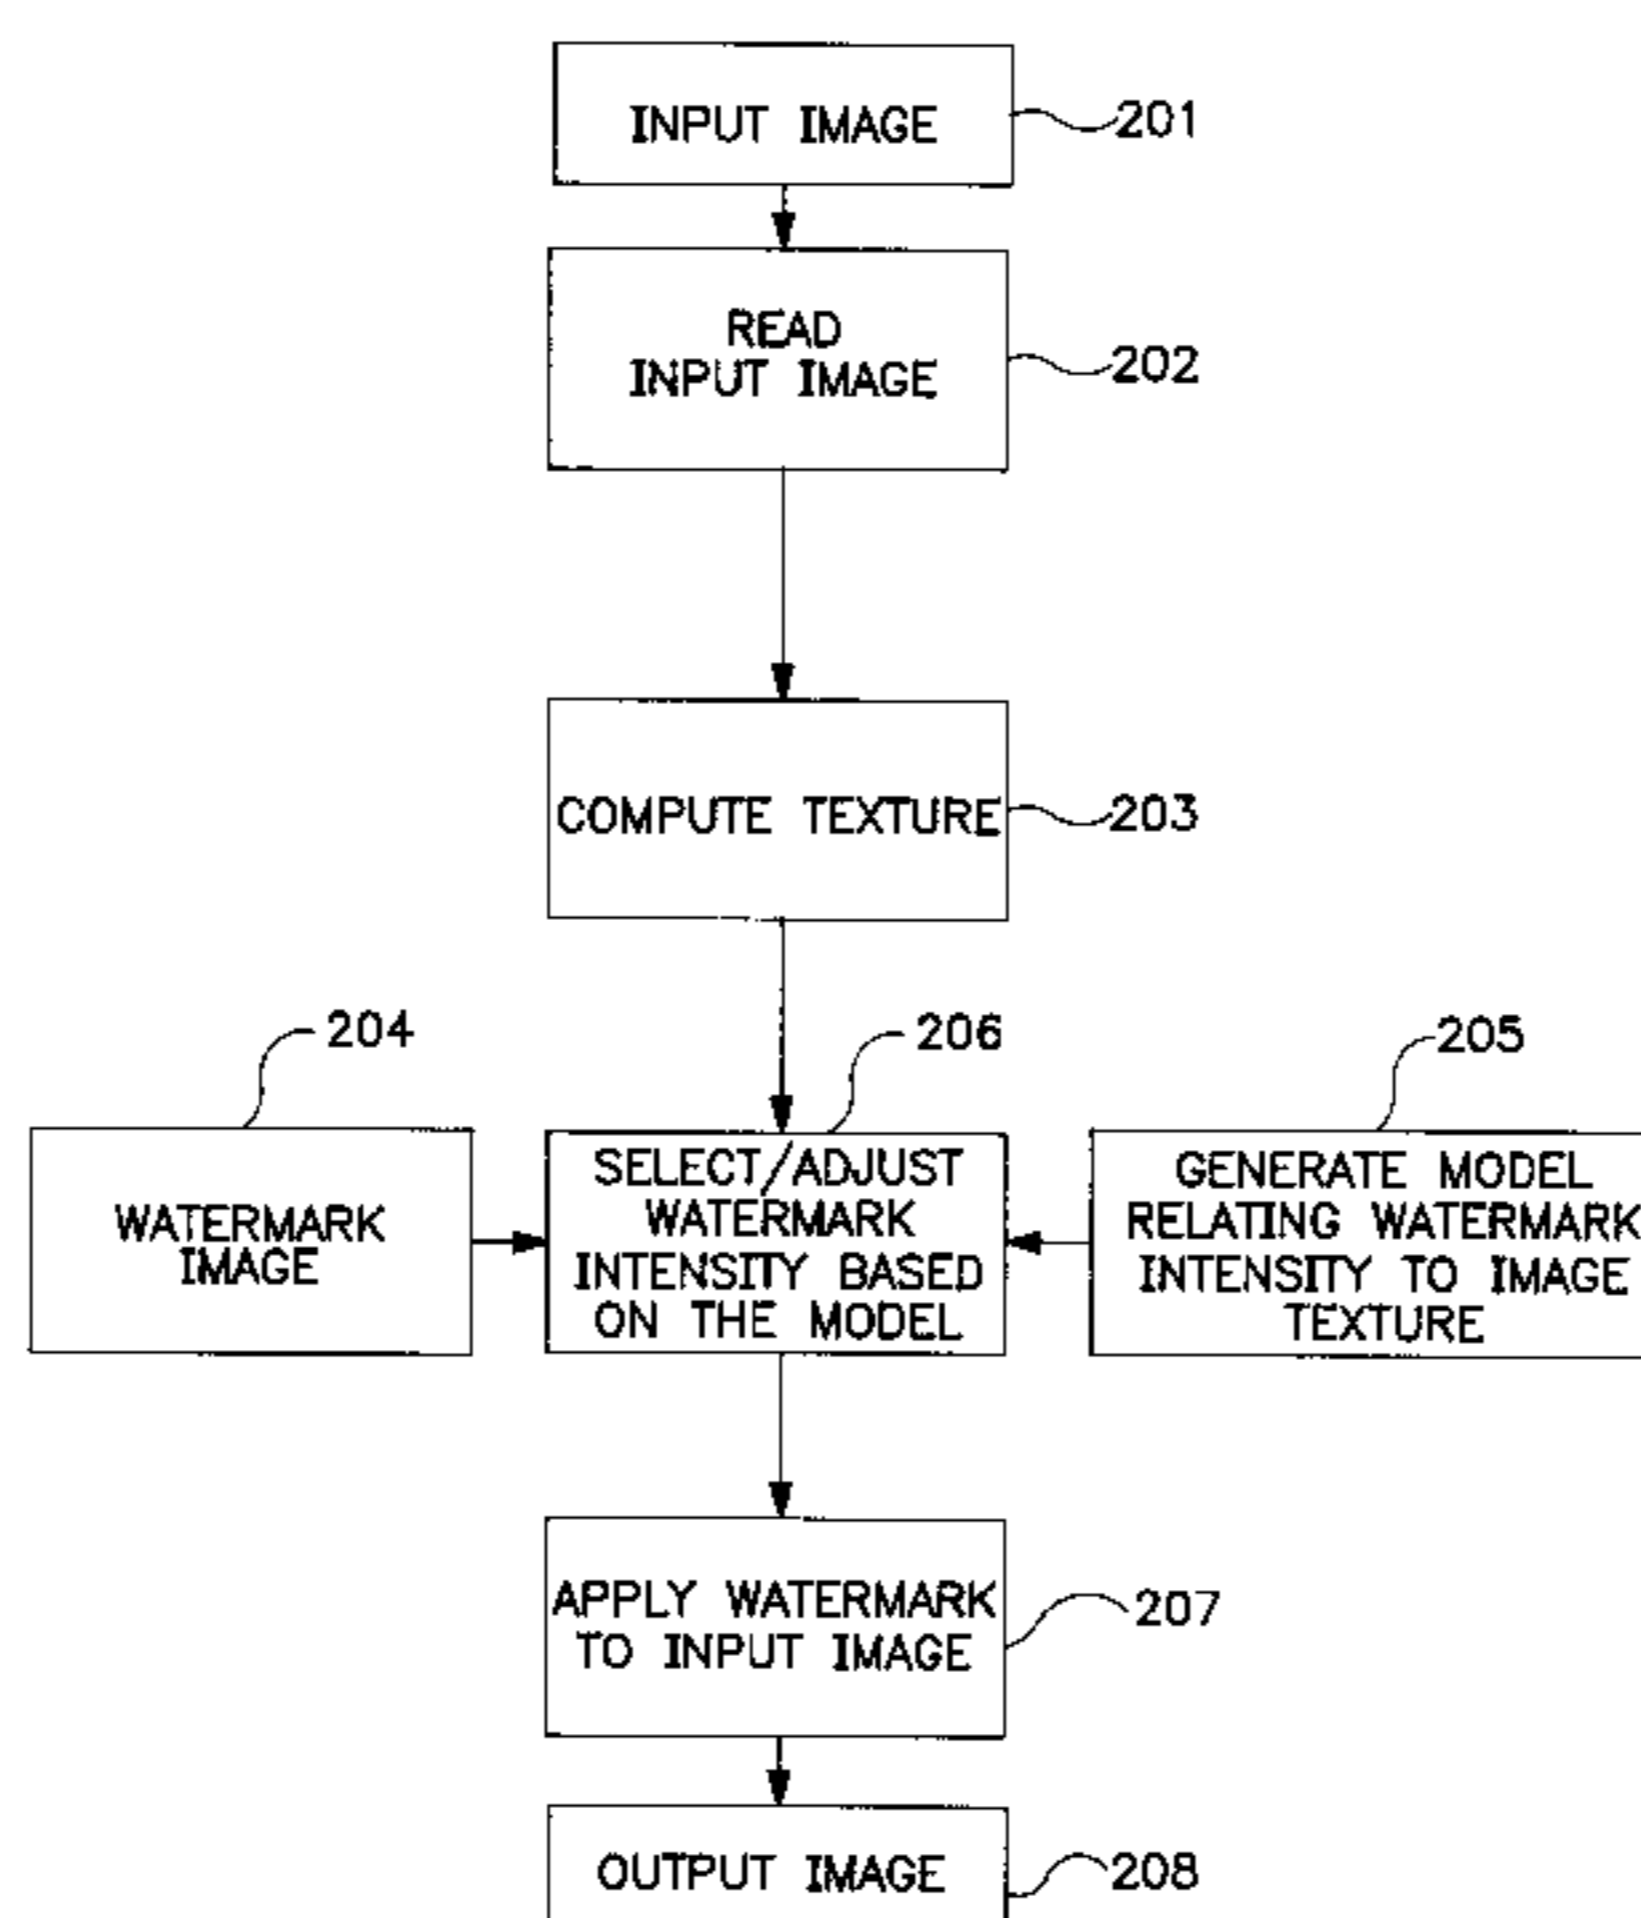 INPUT IMAGE
201
READ
INPUT IMAGE
202
COMPUTE TEXTURE
203
204
206
205
WATERMARK
IMAGE
SELECT/ADJUST
WATERMARK
INTENSITY BASED
ON THE MODEL
GENERATE MODEL
RELATING WATERMARK
INTENSITY TO IMAGE
TEXTURE
APPLY WATERMARK
TO INPUT IMAGE
207
OUTPUT IMAGE
208